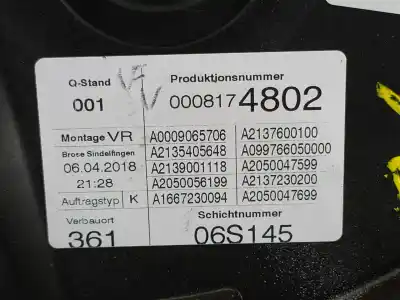 Q-Stand Produktionsnummer
001 0008174802
Montage VR A0009065706 A2137600100
Brose Sindelfingen A2135405648 A099766050000
06.04.2018 A2139001118 A2050047599
21:28 A2050056199 A2137230200
Auftragstyp K A1667230094 A2050047699
Verbauort Schichtnummer
361 06S145